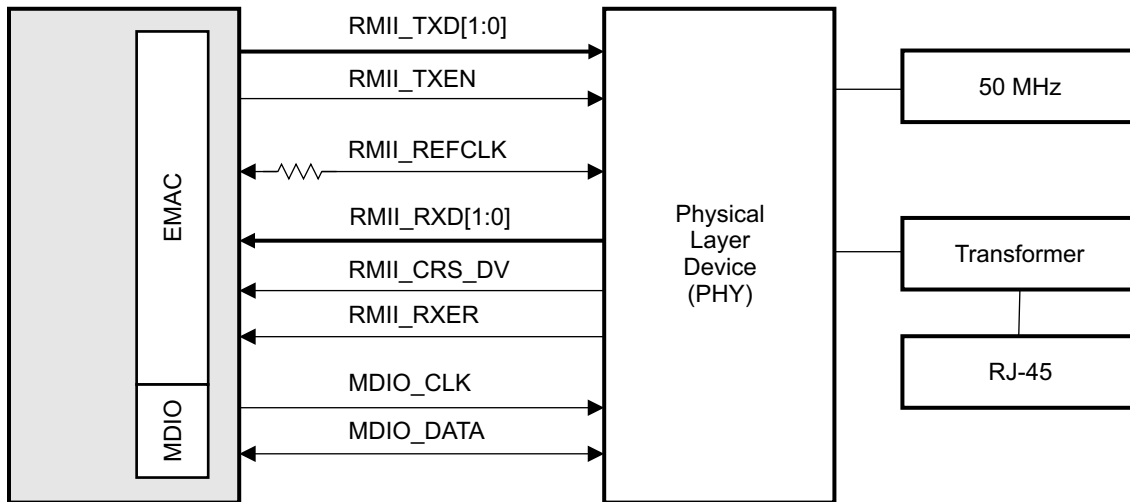 RMII_TXD[1:0]
RMII_TXEN
RMII_REFCLK
RMII_RXD[1:0]
RMII_CRS_DV
RMII_RXER
MDIO_CLK
MDIO_DATA
EMAC
MDIO
Physical
Layer
Device
(PHY)
50 MHz
Transformer
RJ-45